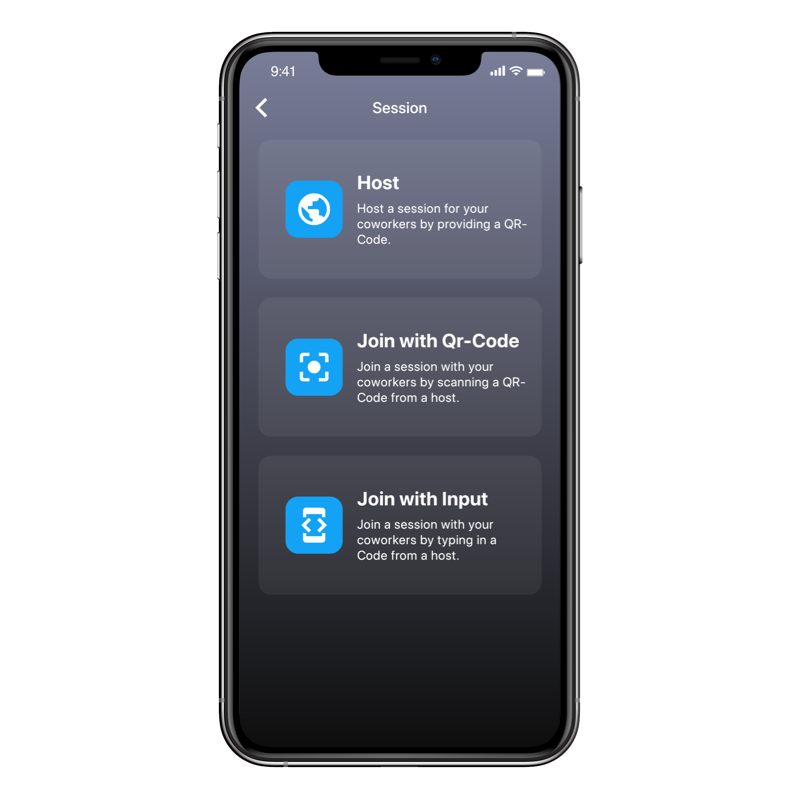 9:41
Session
Host
Host a session for your
coworkers by providing a QR-
Code.
Join with Qr-Code
Join a session with your
coworkers by scanning a QR-
Code from a host.
Join with Input
Join a session with your
coworkers by typing in a
Code from a host.